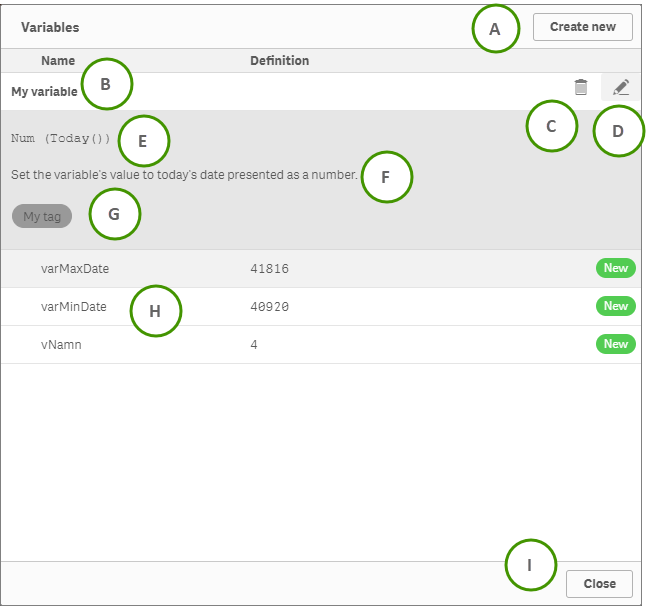 Variables A Create new
Name Definition
My variable B
C D
Num (Today()) E
Set the variable's value to today's date presented as a number. F
My tag G
varMaxDate 41816 New
varMinDate H 40920 New
vNamn 4 New
I Close